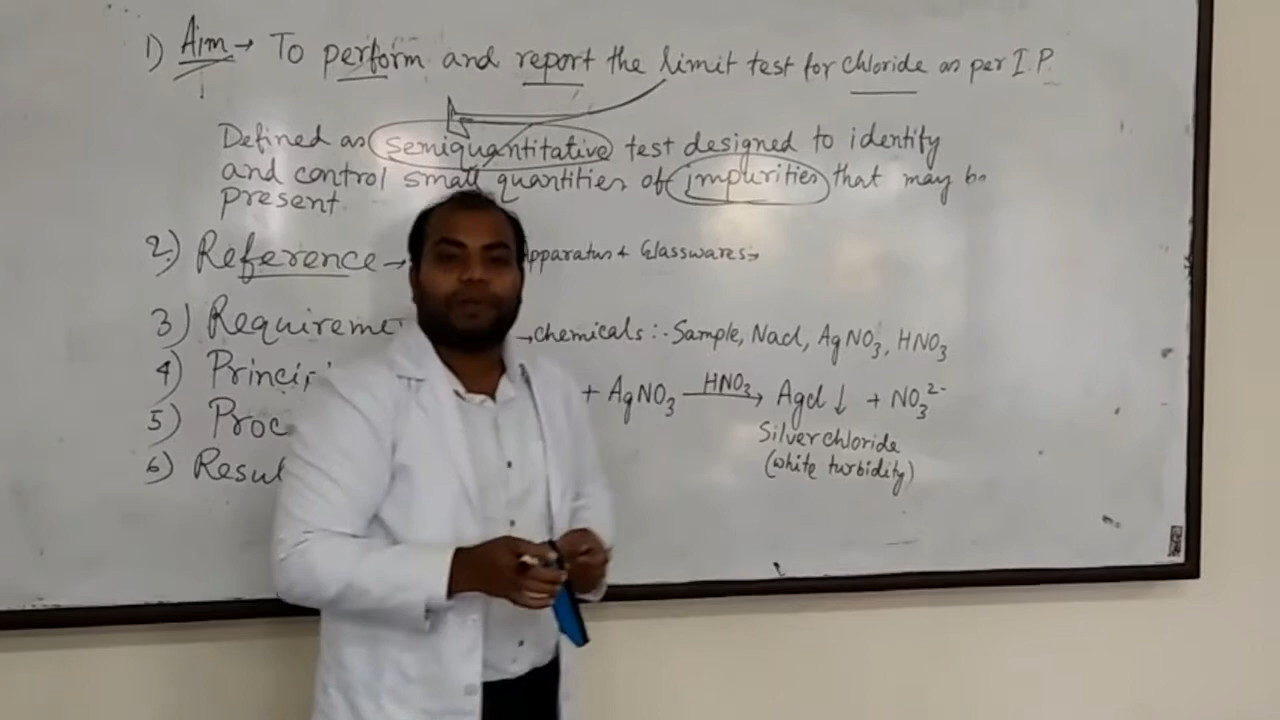 1) Aim → To perform and report the limit test for chloride as per I.P.
Defined as semiquantitative test designed to identify
and control small quantities of impurities that may be
present.
2) Reference →
Apparatus & Glasswares →
3) Requireme
→ chemicals :- Sample, Nacl, AgNO3, HNO3
4) Princip
+ AgNO3 HNO3 → Agcl ↓ + NO3 2-
5) Proc
Silver chloride
6) Resul
(white turbidity)